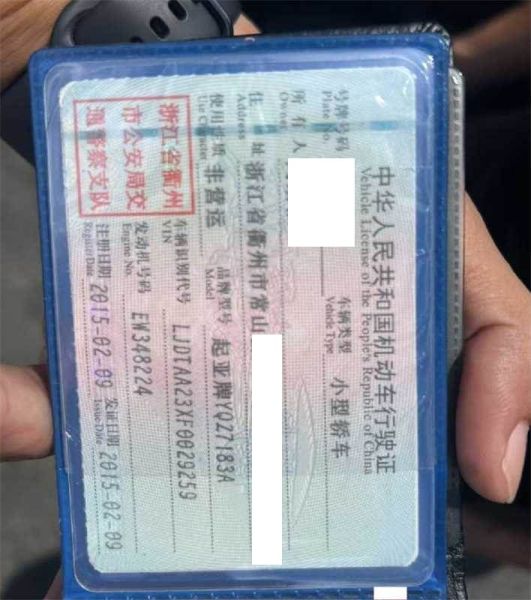 中华人民共和国机动车行驶证
Vehicle License of the People's Republic of China
号牌号码 车辆类型 小型轿车
Plate No. Vehicle Type
所有人
Owner
住址 浙江省衢州市常山
Address
使用性质 非营运 品牌型号 起亚牌YQZ7183A
Use Character Model
浙江省衢州
市公安局交
通警察支队
车辆识别代号 LJDTAA23XF0029259
VIN
发动机号码 EW348224
Engine No.
注册日期 2015-02-09 发证日期 2015-02-09
Register Date Issue Date